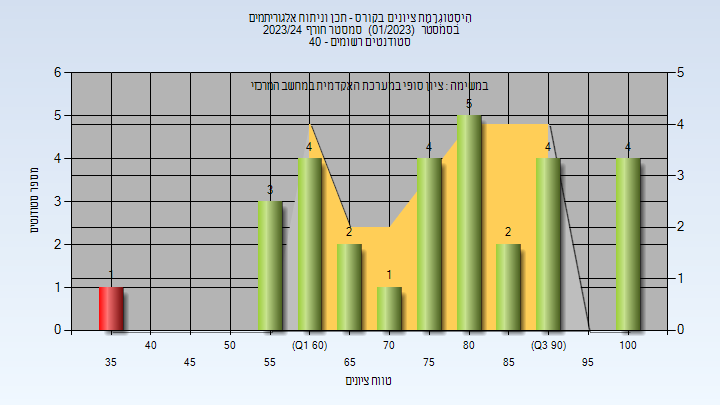 היסטוגרמת ציונים בקורס - תכן וניתוח אלגוריתמים
בסמסטר (01/2023) סמסטר חורף 2023/24
סטודנטים רשומים - 40
במשימה : ציון סופי במערכת האקדמית במחשב המרכזי
מספר סטודנטים
6 5 4 3 2 1 0
5 4 3 2 1 0
1 3 4 2 1 4 5 2 4 4
40 50 (Q1 60) 70 80 (Q3 90) 100
35 45 55 65 75 85 95
טווח ציונים